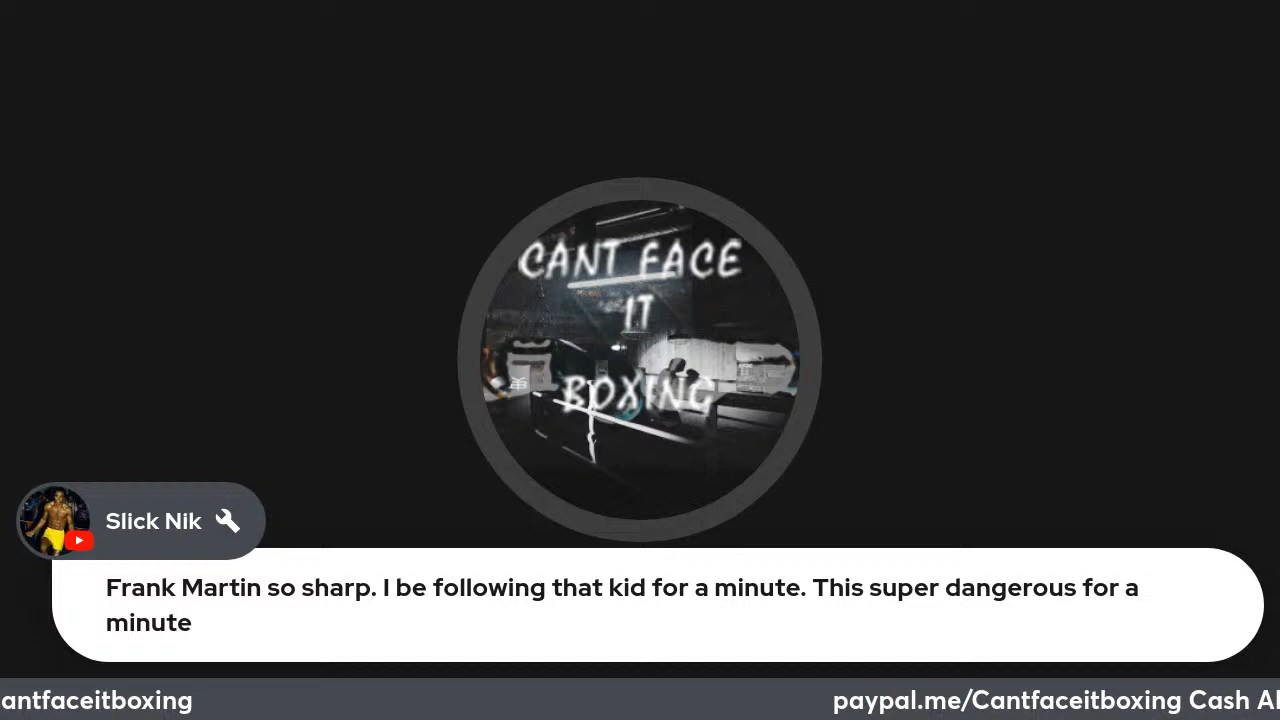 CANT FACE
IT
BOXING
Slick Nik
Frank Martin so sharp. I be following that kid for a minute. This super dangerous for a
minute
antfaceitboxing
paypal.me/Cantfaceitboxing Cash A